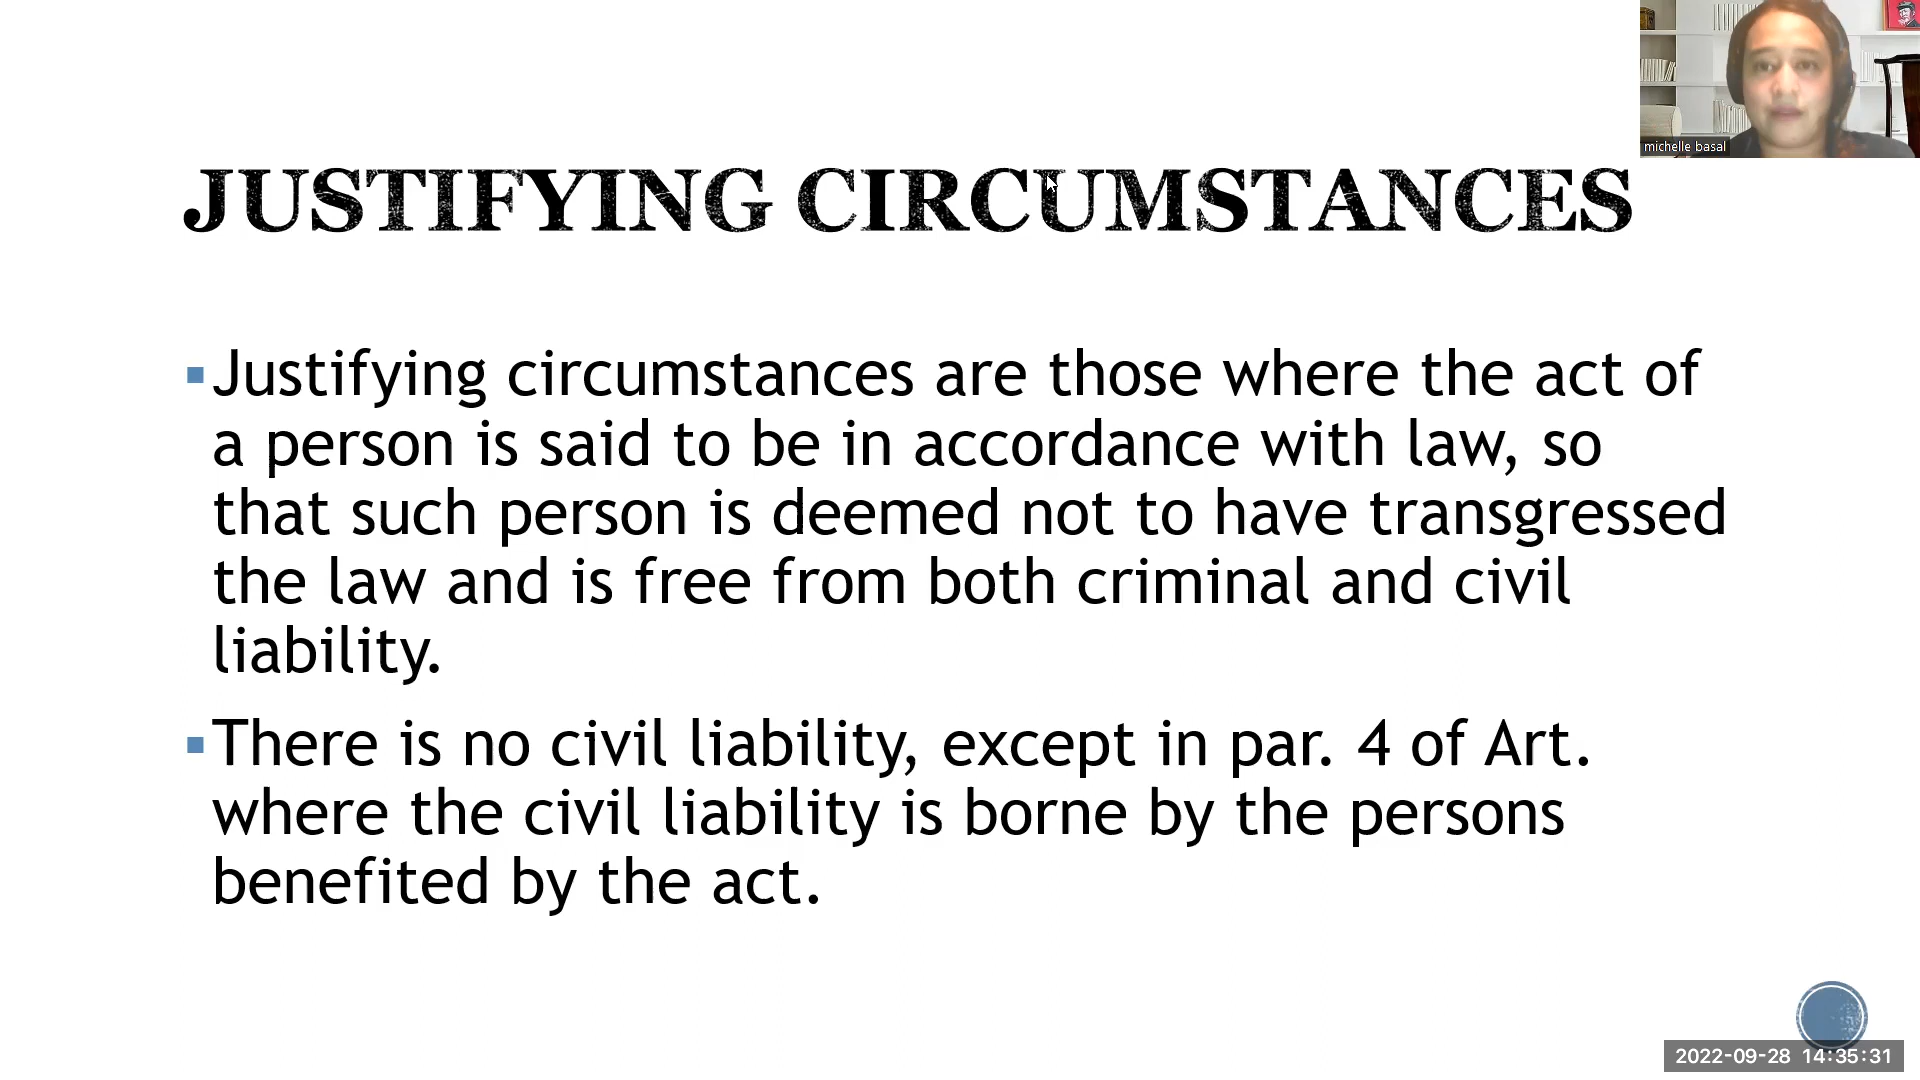 michelle basal
JUSTIFYING CIRCUMSTANCES
▪Justifying circumstances are those where the act of
a person is said to be in accordance with law, so
that such person is deemed not to have transgressed
the law and is free from both criminal and civil
liability.
▪There is no civil liability, except in par. 4 of Art.
where the civil liability is borne by the persons
benefited by the act.
2022-09-28 14:35:31